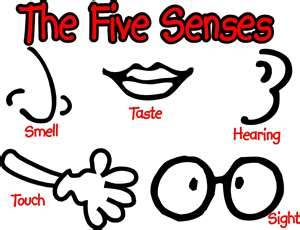 The Five Senses
Smell
Taste
Hearing
Touch
Sight